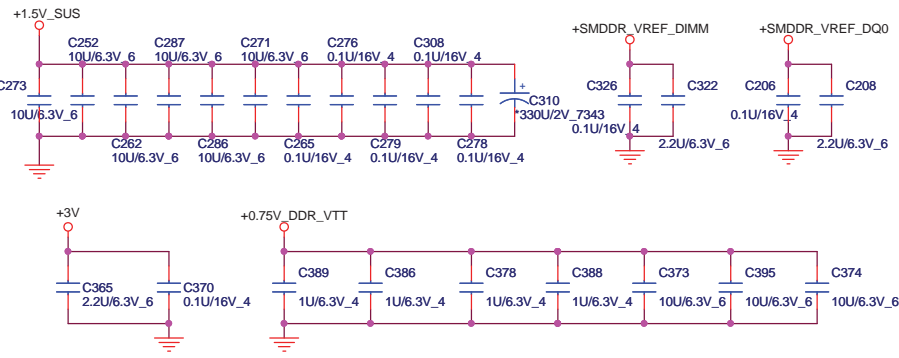 +1.5V_SUS
C252
10U/6.3V_6
C287
10U/6.3V_6
C271
10U/6.3V_6
C276
0.1U/16V_4
C308
0.1U/16V_4
C273
10U/6.3V_6
+
C310
*330U/2V_7343
C262
10U/6.3V_6
C286
10U/6.3V_6
C265
0.1U/16V_4
C279
0.1U/16V_4
C278
0.1U/16V_4
+SMDDR_VREF_DIMM
C326
0.1U/16V_4
C322
2.2U/6.3V_6
+SMDDR_VREF_DQ0
C206
0.1U/16V_4
C208
2.2U/6.3V_6
+3V
C365
2.2U/6.3V_6
C370
0.1U/16V_4
+0.75V_DDR_VTT
C389
1U/6.3V_4
C386
1U/6.3V_4
C378
1U/6.3V_4
C388
1U/6.3V_4
C373
10U/6.3V_6
C395
10U/6.3V_6
C374
10U/6.3V_6